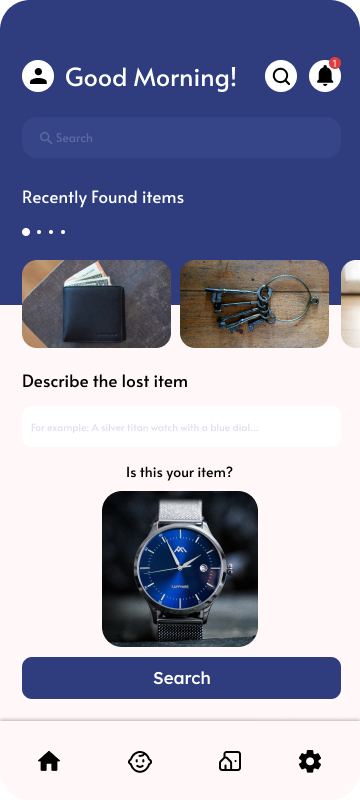 Good Morning!
1
Search
Recently Found items
Describe the lost item
For example: A silver titan watch with a blue dial...
Is this your item?
SAPPHIRE
Search